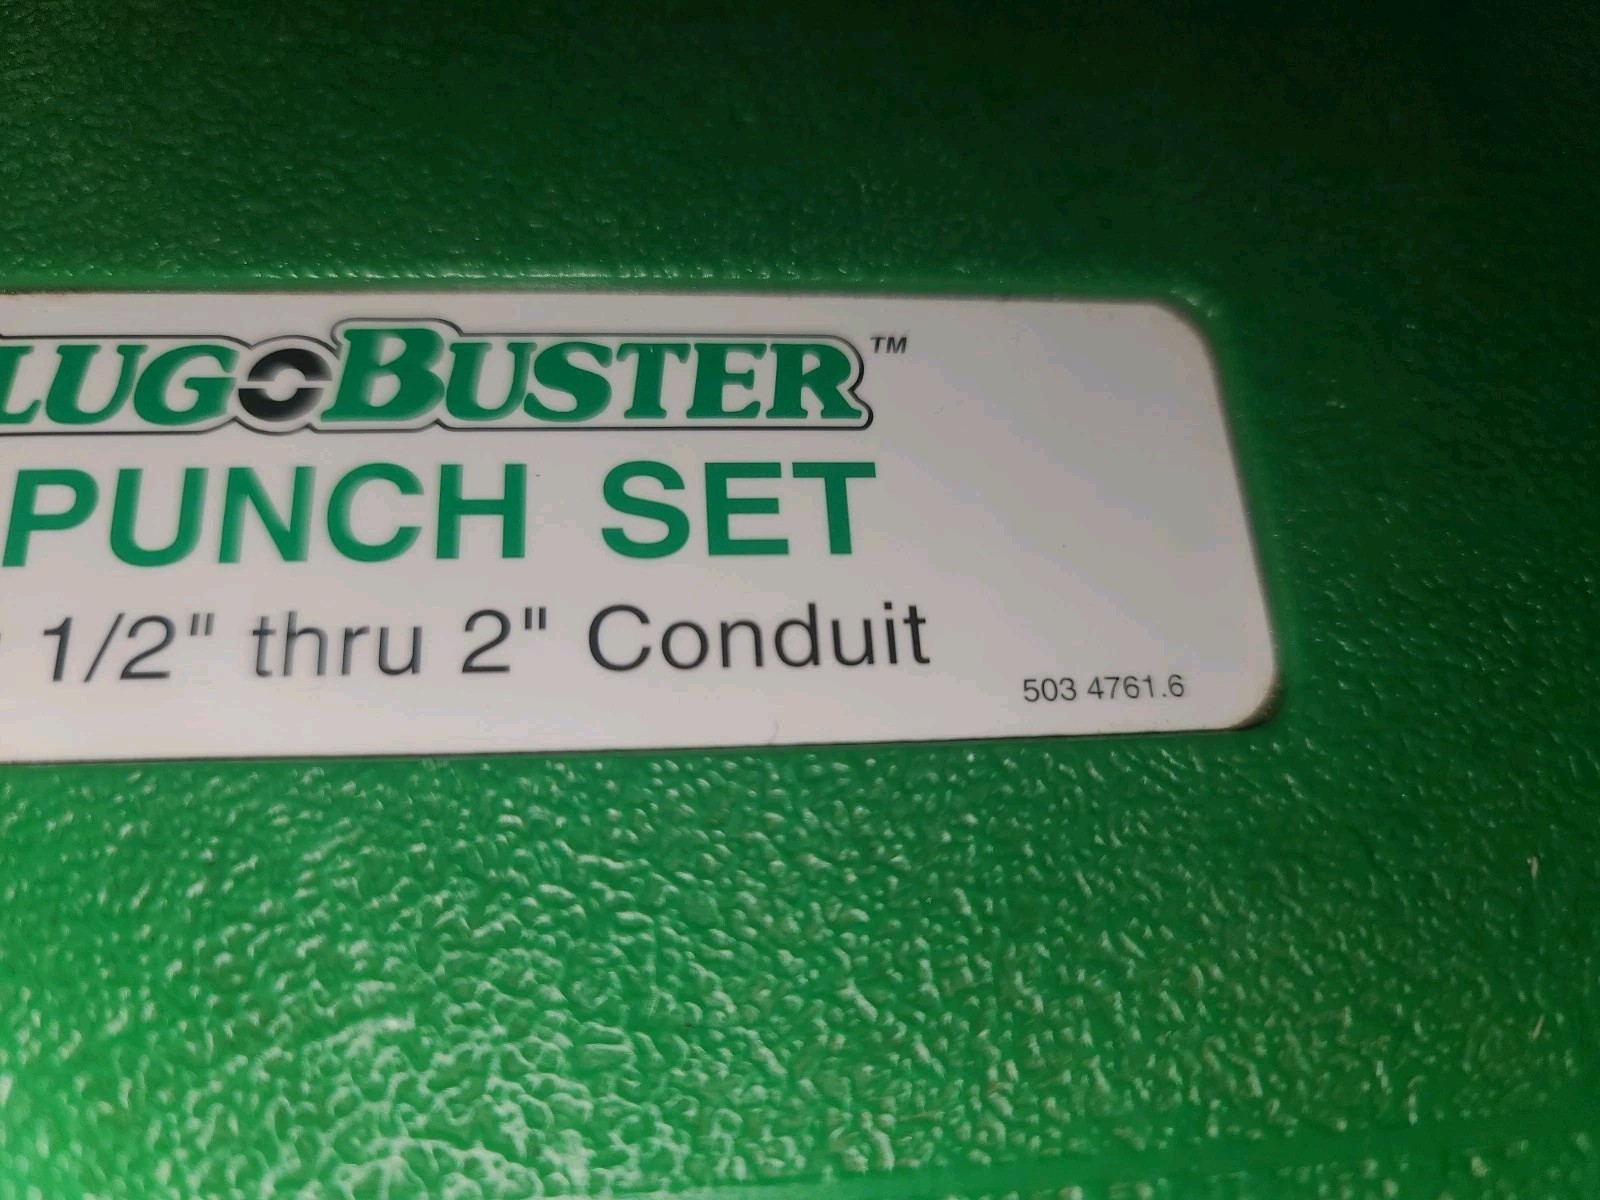 LUG BUSTER™
PUNCH SET
1/2" thru 2" Conduit
503 4761.6